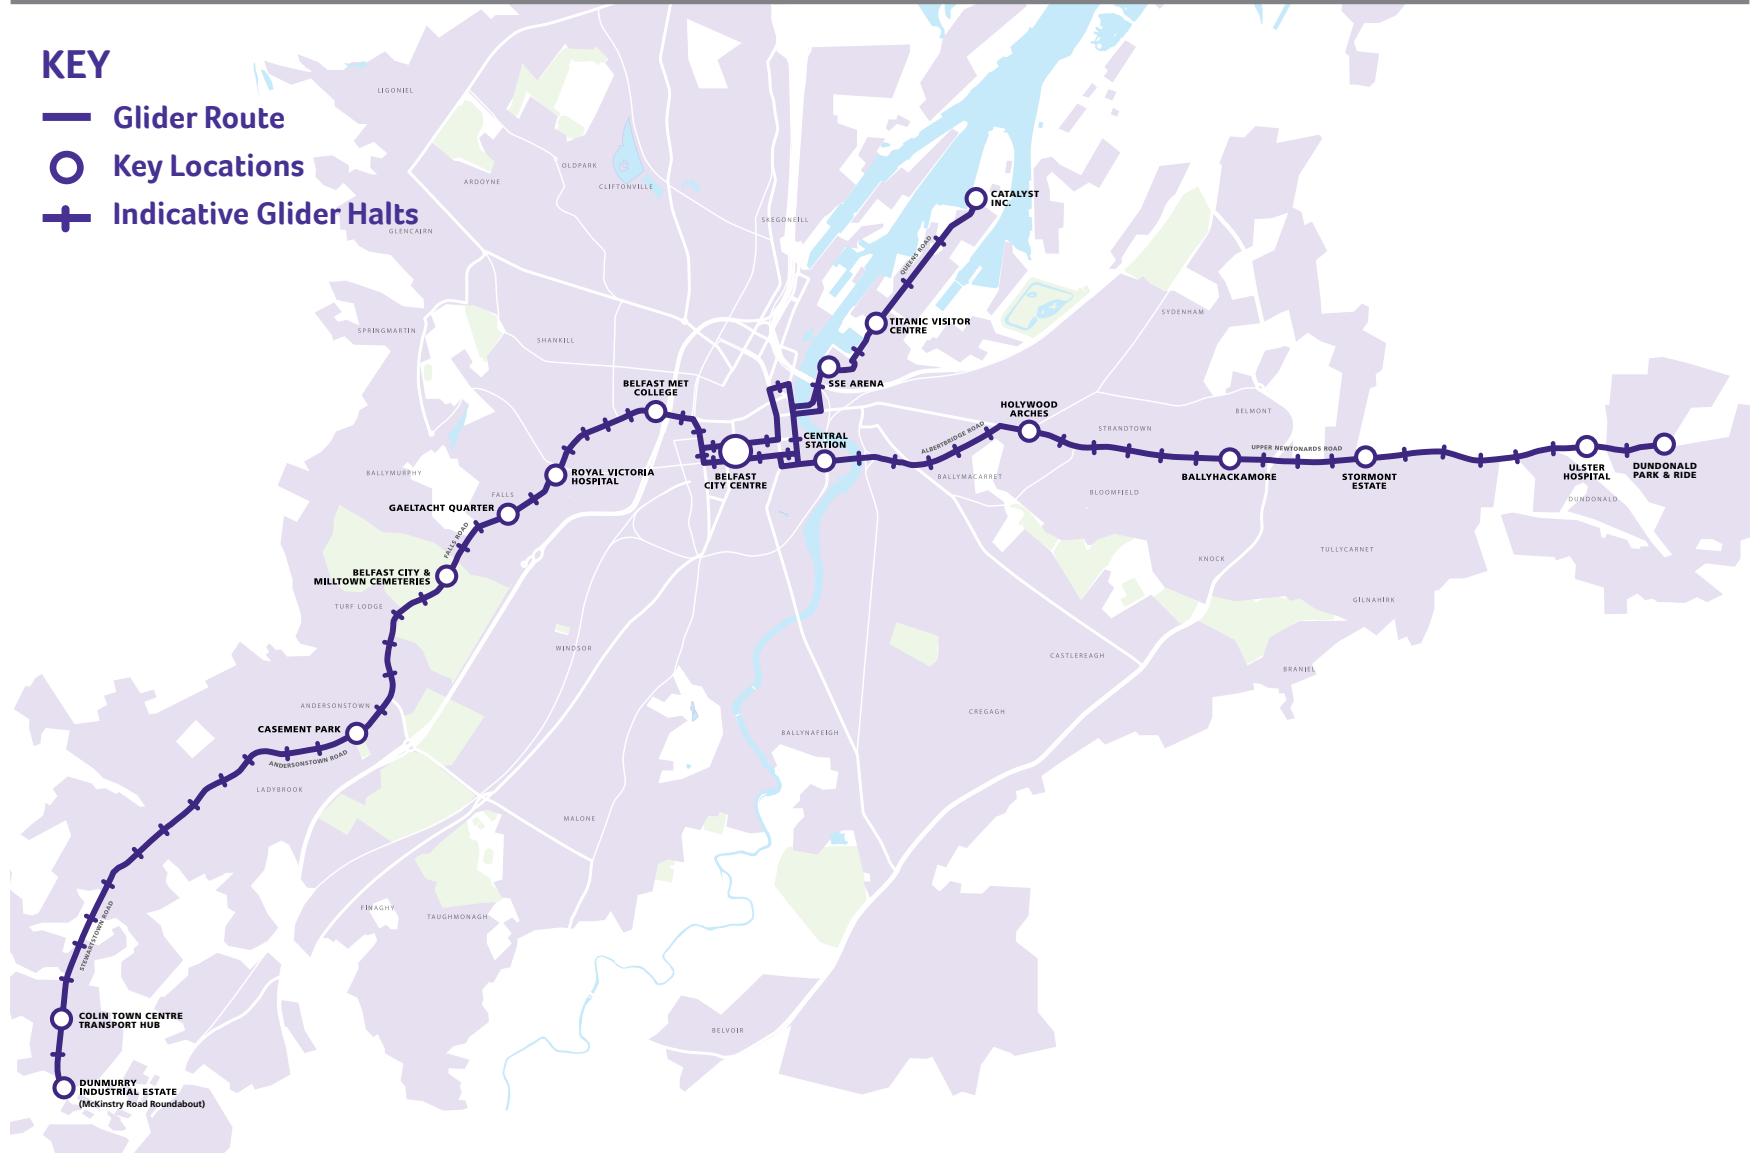 KEY
Glider Route
Key Locations
Indicative Glider Halts
LIGONIEL
OLDPARK
ARDOYNE
CLIFTONVILLE
SKEGONEILL
GLENCAIRN
CATALYST
INC.
QUEENS ROAD
TITANIC VISITOR
CENTRE
SYDENHAM
SPRINGMARTIN
SHANKILL
SSE ARENA
BELFAST MET
COLLEGE
HOLYWOOD
ARCHES
BELMONT
STRANDTOWN
CENTRAL
STATION
ALBERTBRIDGE ROAD
UPPER NEWTONARDS ROAD
BALLYMURPHY
ROYAL VICTORIA
HOSPITAL
BELFAST
CITY CENTRE
BALLYMACARRET
BALLYHACKAMORE
STORMONT
ESTATE
ULSTER
HOSPITAL
DUNDONALD
PARK & RIDE
DUNDONALD
BLOOMFIELD
FALLS
GAELTACHT QUARTER
FALLS ROAD
TULLYCARNET
KNOCK
BELFAST CITY &
MILLTOWN CEMETERIES
TURF LODGE
GILNAHIRK
WINDSOR
CASTLEREAGH
BRANIEL
ANDERSONSTOWN
CREGAGH
CASEMENT PARK
BALLYNAFEIGH
ANDERSONSTOWN ROAD
LADYBROOK
MALONE
FINAGHY
TAUGHMONAGH
STEWARTSTOWN ROAD
COLIN TOWN CENTRE
TRANSPORT HUB
BELVOIR
DUNMURRY
INDUSTRIAL ESTATE
(McKinstry Road Roundabout)